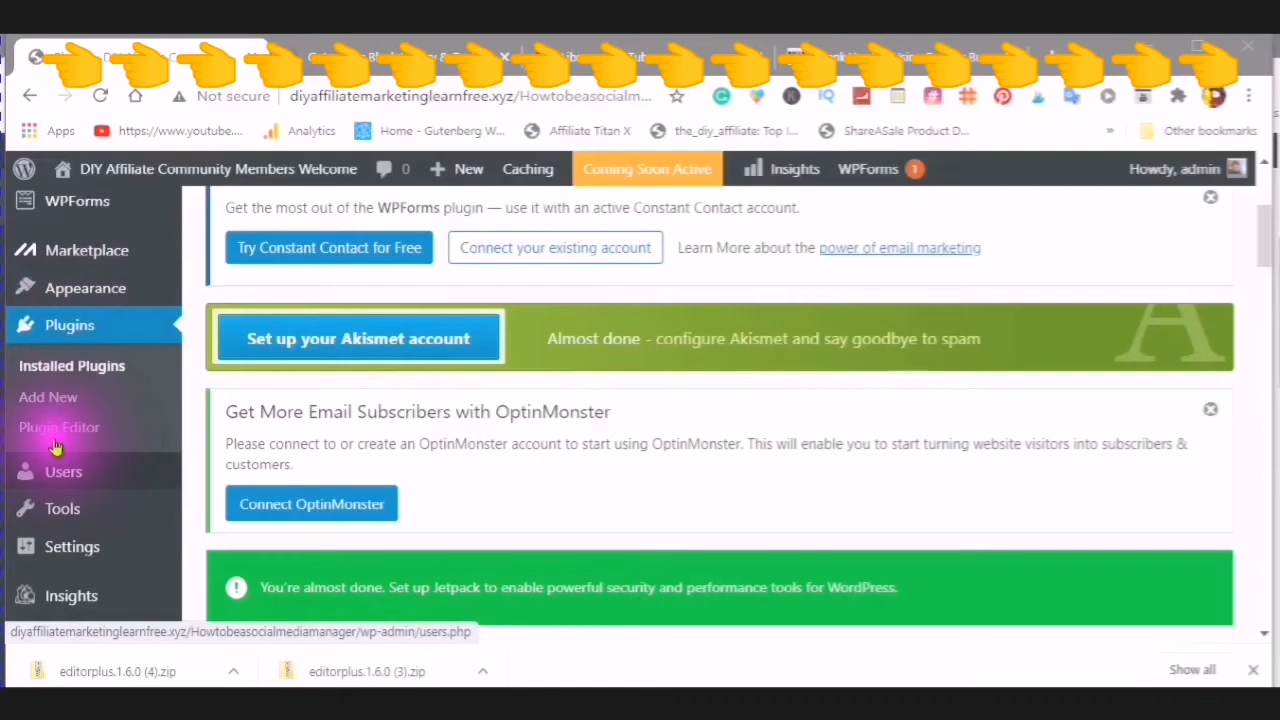 Not secure
diyaffiliatemarketinglearnfree.xyz/Howtobeasocialm...
Apps
https://www.youtube....
Analytics
Home - Gutenberg W...
Affiliate Titan X
the_diy_affiliate: Top l...
ShareASale Product D...
»
Other bookmarks
DIY Affiliate Community Members Welcome
0
New
Caching
Coming Soon Active
Insights
WPForms 1
Howdy, admin
WPForms
Marketplace
Appearance
Plugins
Installed Plugins
Add New
Plugin Editor
Users
Tools
Settings
Insights
Get the most out of the WPForms plugin — use it with an active Constant Contact account.
Try Constant Contact for Free
Connect your existing account
Learn More about the power of email marketing
Set up your Akismet account
Almost done - configure Akismet and say goodbye to spam
A
Get More Email Subscribers with OptinMonster
Please connect to or create an OptinMonster account to start using OptinMonster. This will enable you to start turning website visitors into subscribers &
customers.
Connect OptinMonster
You're almost done. Set up Jetpack to enable powerful security and performance tools for WordPress.
diyaffiliatemarketinglearnfree.xyz/Howtobeasocialmediamanager/wp-admin/users.php
editorplus.1.6.0 (4).zip
editorplus.1.6.0 (3).zip
Show all